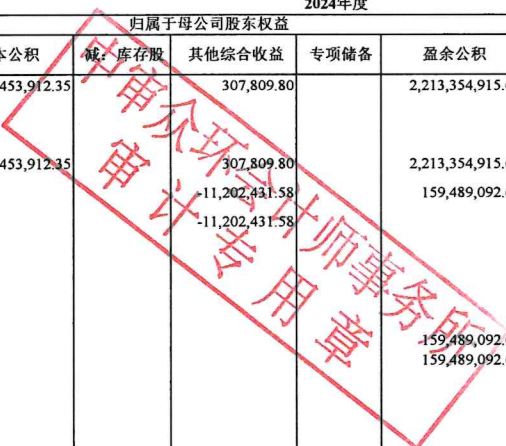 2024年度
归属于母公司股东权益
本公积 减：库存股 其他综合收益 专项储备 盈余公积
453,912.35 307,809.80 2,213,354,915.
453,912.35 307,809.80 2,213,354,915.
-11,202,431.58 159,489,092.
-11,202,431.58
159,489,092.
159,489,092.
中审众环会计师事务所
审计专用章